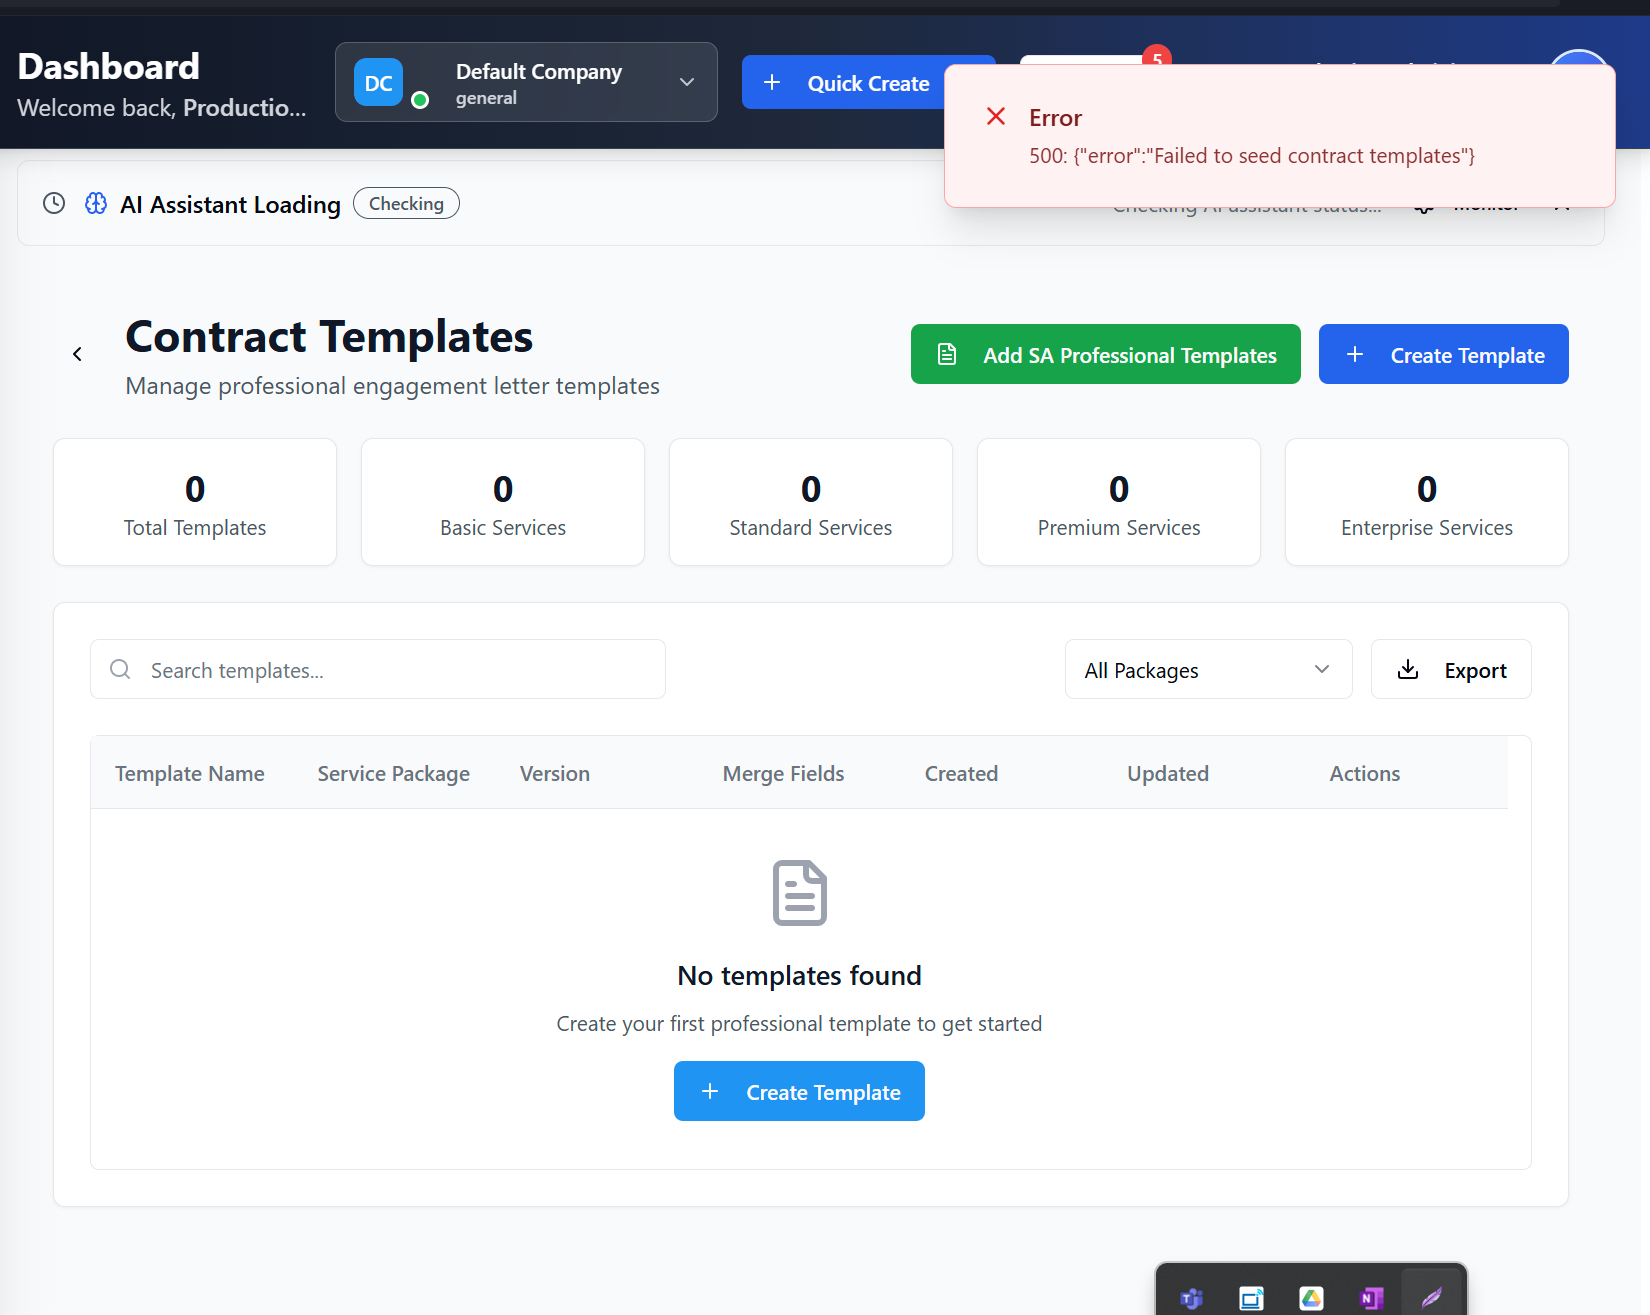 Dashboard
Welcome back, Productio...
DC
Default Company
general
Quick Create
5
Error
500: {"error":"Failed to seed contract templates"}
AI Assistant Loading
Checking
Checking AI assistant status...
Monitor
Contract Templates
Manage professional engagement letter templates
Add SA Professional Templates
Create Template
0
Total Templates
0
Basic Services
0
Standard Services
0
Premium Services
0
Enterprise Services
Search templates...
All Packages
Export
Template Name Service Package Version Merge Fields Created Updated Actions
No templates found
Create your first professional template to get started
Create Template